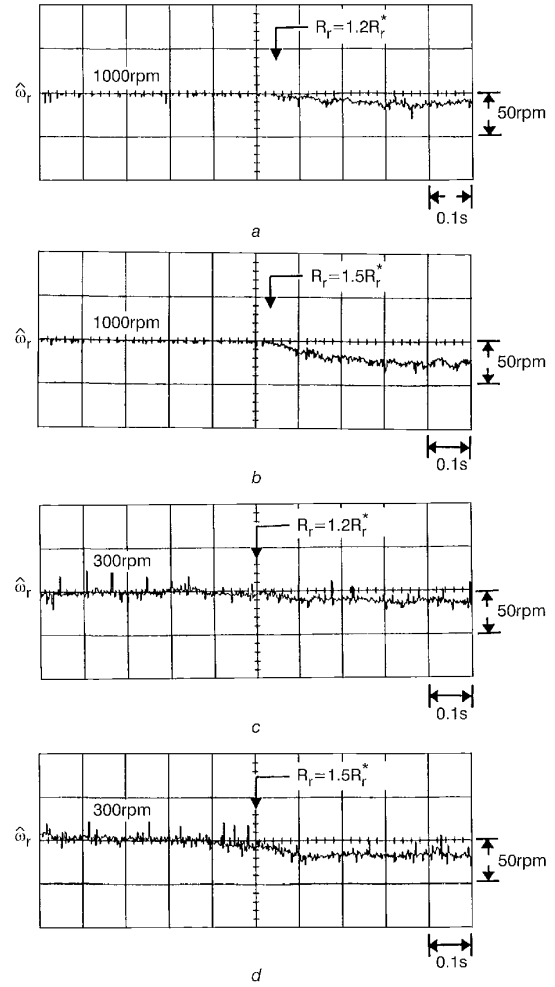 R_r=1.2R_r^*
1000rpm
ω̂_r
50rpm
0.1s
a
R_r=1.5R_r^*
1000rpm
ω̂_r
50rpm
0.1s
b
R_r=1.2R_r^*
300rpm
ω̂_r
50rpm
0.1s
c
R_r=1.5R_r^*
300rpm
ω̂_r
50rpm
0.1s
d